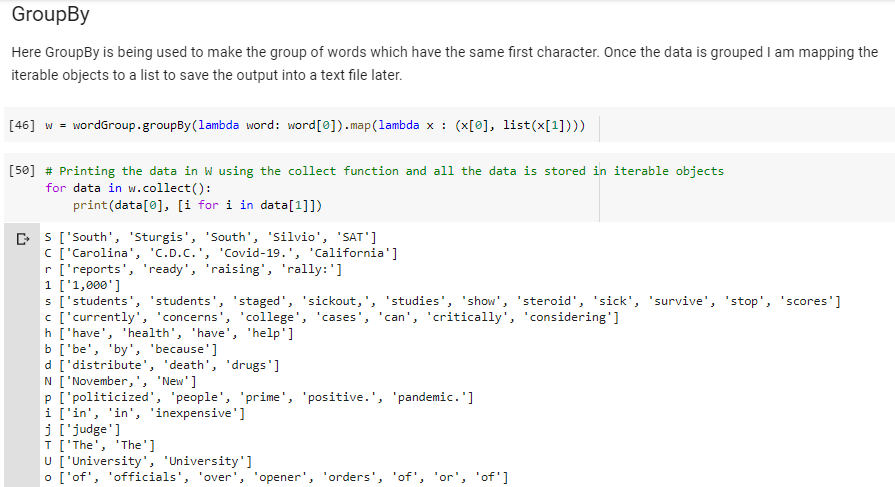 GroupBy
Here GroupBy is being used to make the group of words which have the same first character. Once the data is grouped I am mapping the
iterable objects to a list to save the output into a text file later.
[46] w = wordGroup.groupBy(lambda word: word[0]).map(lambda x : (x[0], list(x[1])))
[50] # Printing the data in W using the collect function and all the data is stored in iterable objects
for data in w.collect():
    print(data[0], [i for i in data[1]])
S ['South', 'Sturgis', 'South', 'Silvio', 'SAT']
C ['Carolina', 'C.D.C.', 'Covid-19.', 'California']
r ['reports', 'ready', 'raising', 'rally:']
1 ['1,000']
s ['students', 'students', 'staged', 'sickout,', 'studies', 'show', 'steroid', 'sick', 'survive', 'stop', 'scores']
c ['currently', 'concerns', 'college', 'cases', 'can', 'critically', 'considering']
h ['have', 'health', 'have', 'help']
b ['be', 'by', 'because']
d ['distribute', 'death', 'drugs']
N ['November,', 'New']
p ['politicized', 'people', 'prime', 'positive.', 'pandemic.']
i ['in', 'in', 'inexpensive']
j ['judge']
T ['The', 'The']
U ['University', 'University']
o ['of', 'officials', 'over', 'opener', 'orders', 'of', 'or', 'of']